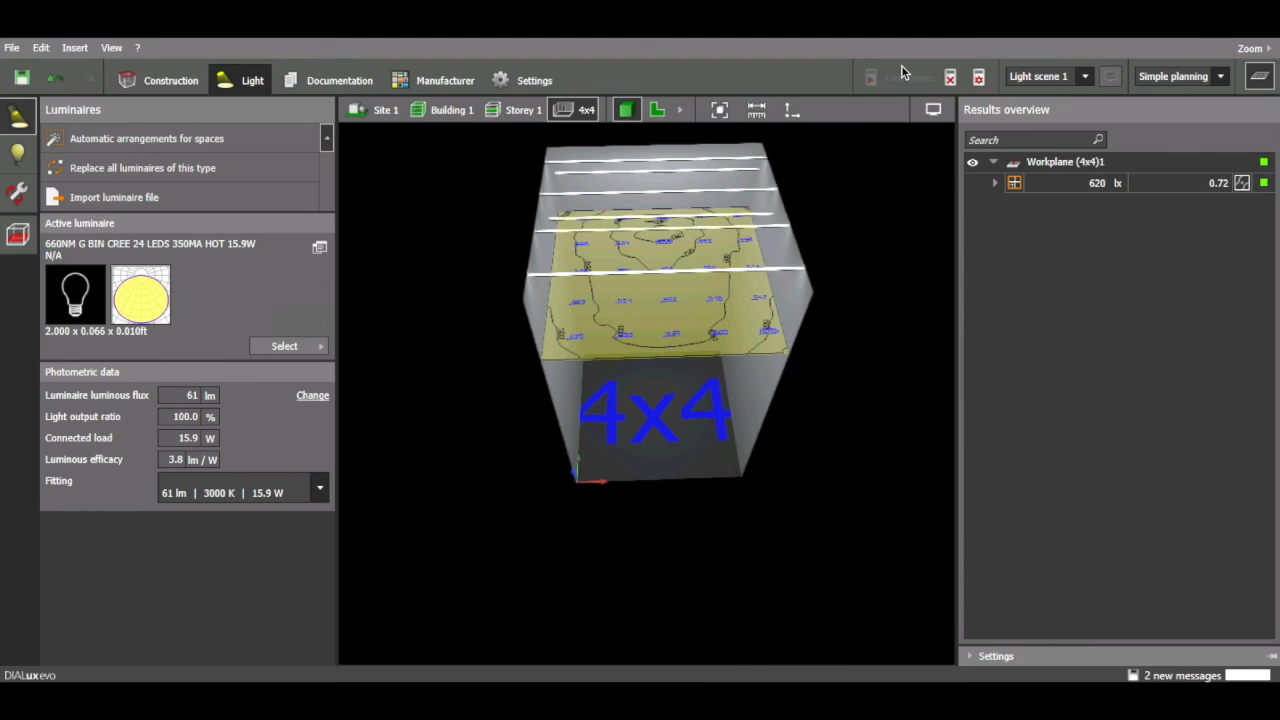 File Edit Insert View ?
Zoom
Construction Light Documentation Manufacturer Settings
Light scene 1 Simple planning
Luminaires
Site 1 Building 1 Storey 1 4x4
Results overview
Automatic arrangements for spaces
Replace all luminaires of this type
Import luminaire file
Search
Workplane (4x4)1
620 lx 0.72
Active luminaire
660NM G BIN CREE 24 LEDS 350MA HOT 15.9W
N/A
2.000 x 0.066 x 0.010ft
Select
Photometric data
Luminaire luminous flux 61 lm Change
Light output ratio 100.0 %
Connected load 15.9 W
Luminous efficacy 3.8 lm / W
Fitting
61 lm | 3000 K | 15.9 W
4x4
Settings
DIALux evo
2 new messages